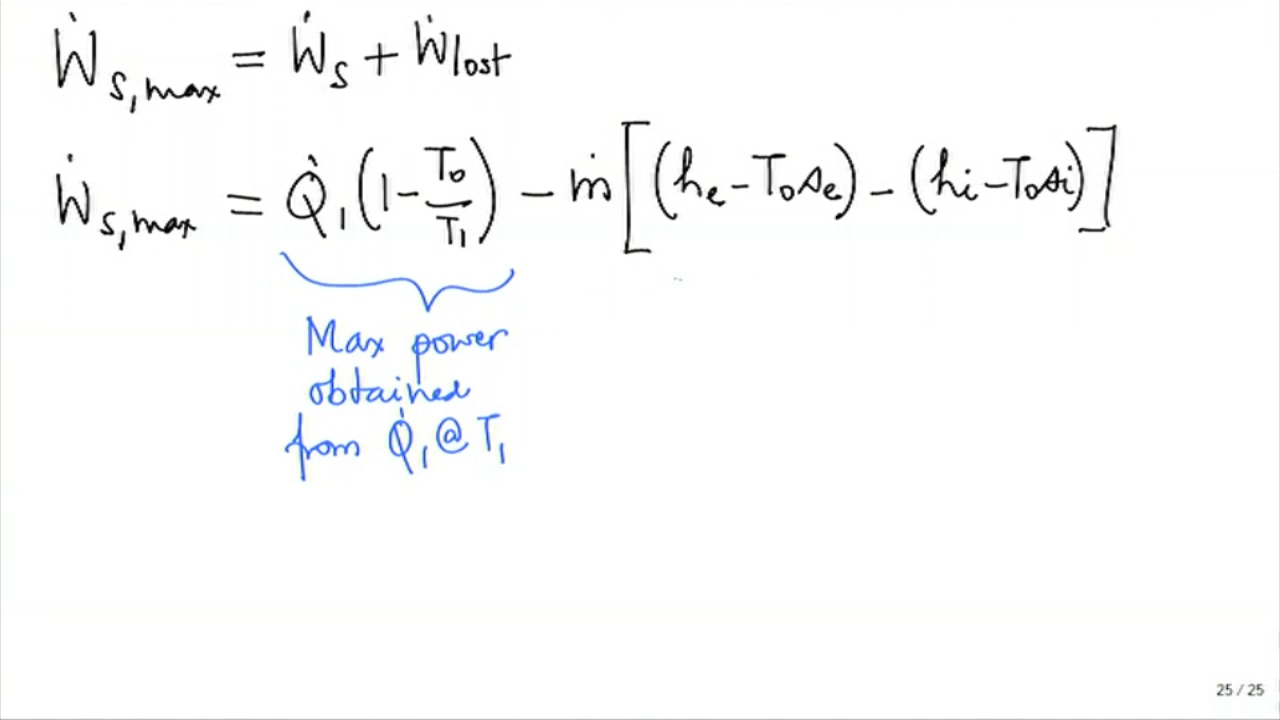 Ẇs,max = Ẇs + Ẇlost
Ẇs,max = Q̇₁(1 - T₀/T₁) - ṁ[(hₑ - T₀sₑ) - (hᵢ - T₀sᵢ)]
Max power
obtained
from Q̇₁ @ T₁
25 / 25